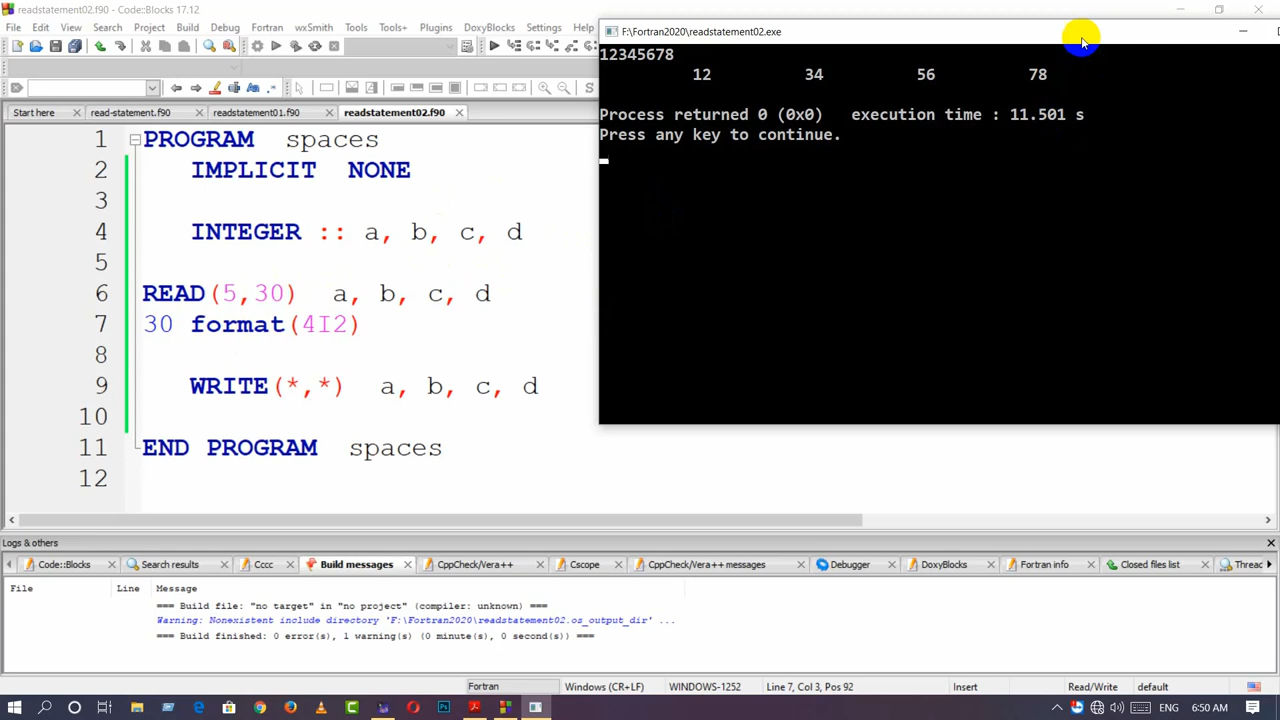 readstatement02.f90 - Code::Blocks 17.12
File Edit View Search Project Build Debug Fortran wxSmith Tools Tools+ Plugins DoxyBlocks Settings Help
Start here read-statement.f90 readstatement01.f90 readstatement02.f90
1 PROGRAM spaces
2 IMPLICIT NONE
3
4 INTEGER :: a, b, c, d
5
6 READ(5,30) a, b, c, d
7 30 format(4I2)
8
9 WRITE(*,*) a, b, c, d
10
11 END PROGRAM spaces
12
F:\Fortran2020\readstatement02.exe
12345678
12 34 56 78
Process returned 0 (0x0) execution time : 11.501 s
Press any key to continue.
Logs & others
Code::Blocks Search results Cccc Build messages CppCheck/Vera++ Cscope CppCheck/Vera++ messages Debugger DoxyBlocks Fortran info Closed files list Threa
File Line Message
=== Build file: "no target" in "no project" (compiler: unknown) ===
Warning: Nonexistent include directory 'F:\Fortran2020\readstatement02.os_output_dir' ...
=== Build finished: 0 error(s), 1 warning(s) (0 minute(s), 0 second(s)) ===
Fortran Windows (CR+LF) WINDOWS-1252 Line 7, Col 3, Pos 92 Insert Read/Write default
ENG 6:50 AM